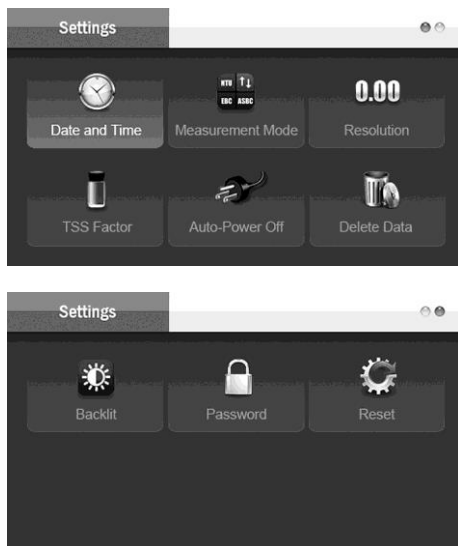 Settings
NTU ↑↓
EBC ASBC
0.00
Date and Time Measurement Mode Resolution
TSS Factor Auto-Power Off Delete Data
Settings
Backlit Password Reset